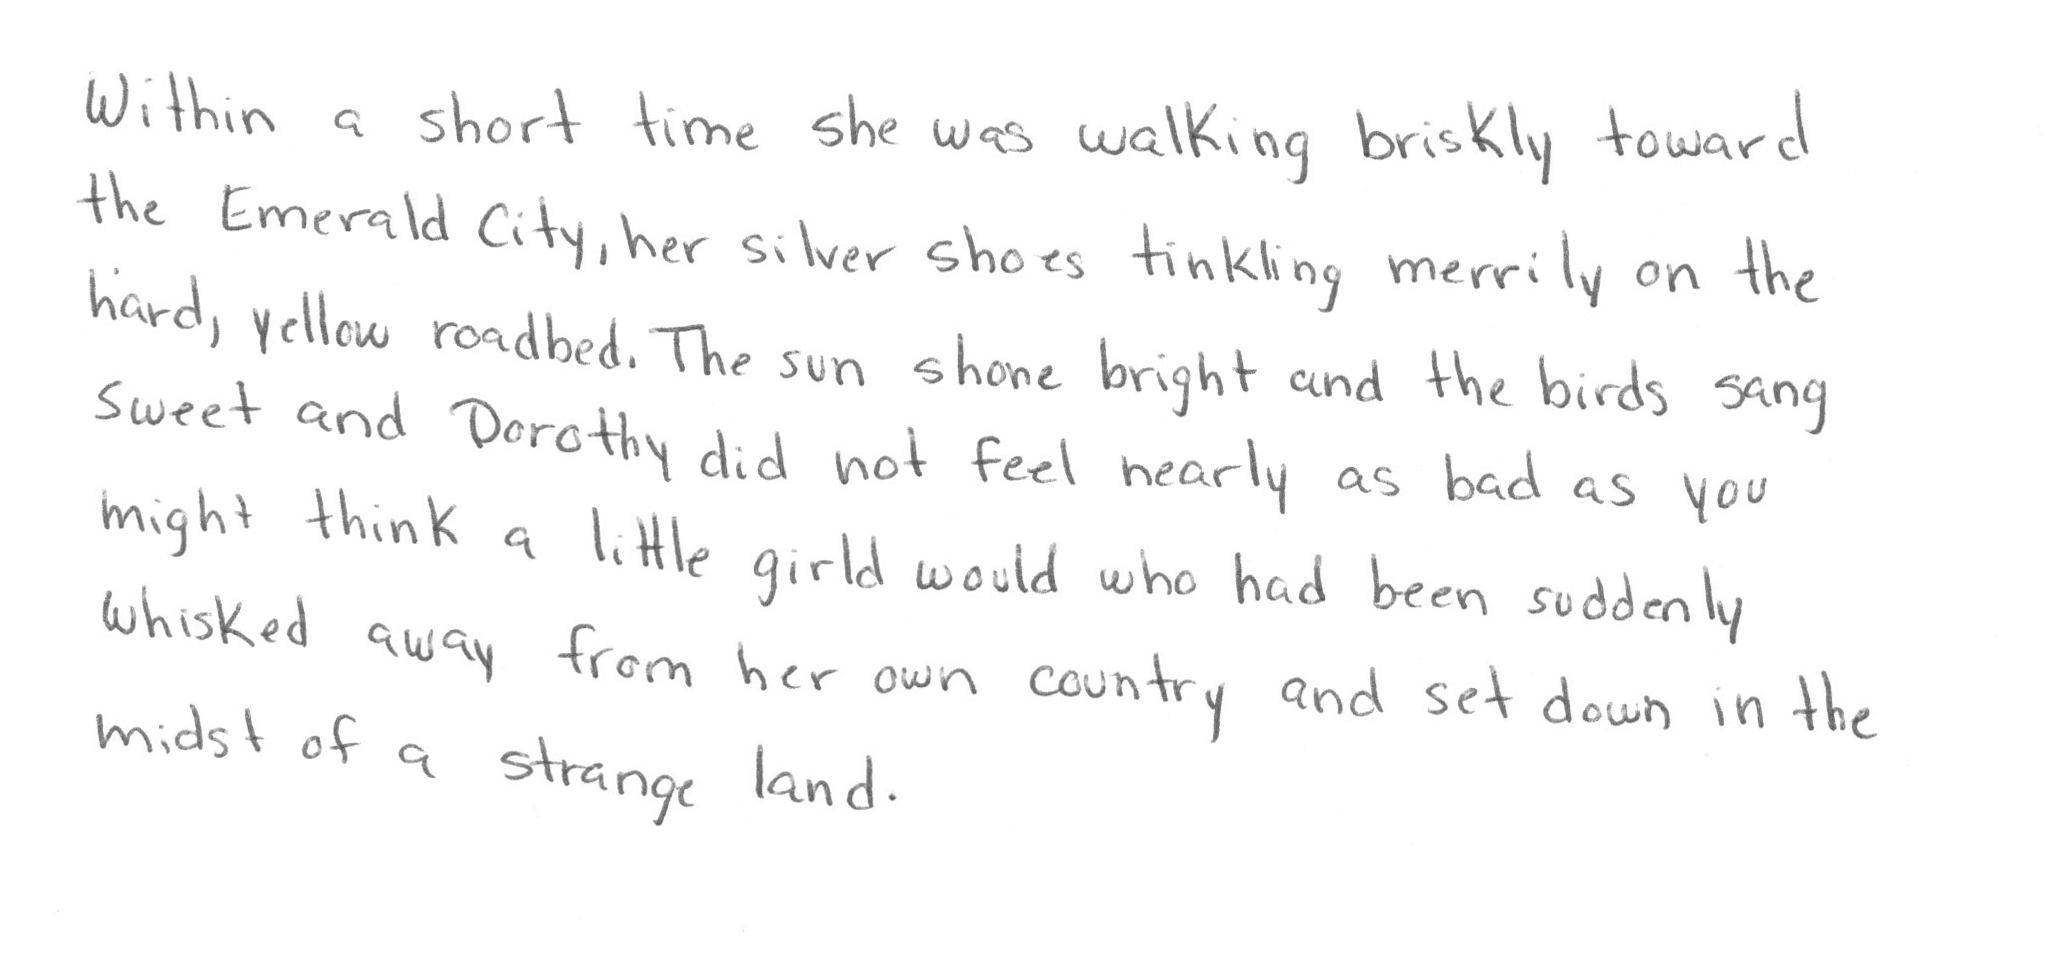 Within a short time she was walking briskly toward
the Emerald City, her silver shoes tinkling merrily on the
hard, yellow roadbed. The sun shone bright and the birds sang
sweet and Dorothy did not feel nearly as bad as you
might think a little girld would who had been suddenly
whisked away from her own country and set down in the
midst of a strange land.